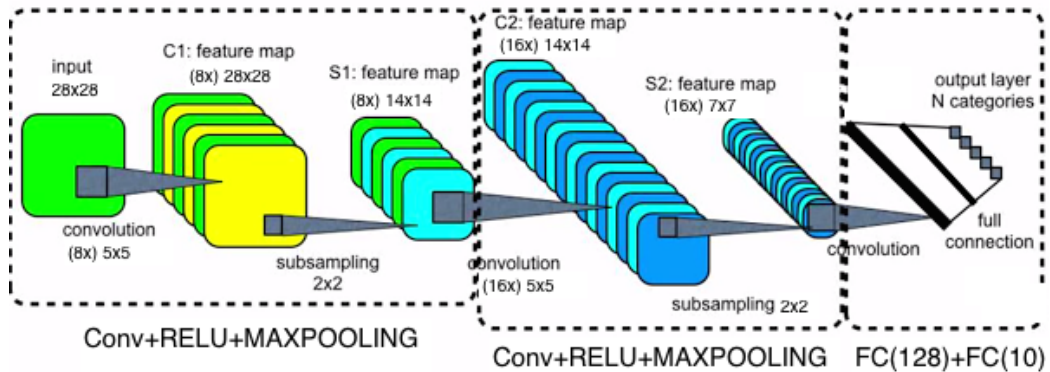 input
28x28
C1: feature map
(8x) 28x28
S1: feature map
(8x) 14x14
convolution
(8x) 5x5
subsampling
2x2
Conv+RELU+MAXPOOLING
C2: feature map
(16x) 14x14
S2: feature map
(16x) 7x7
convolution
(16x) 5x5
subsampling 2x2
Conv+RELU+MAXPOOLING
output layer
N categories
convolution
full
connection
FC(128)+FC(10)